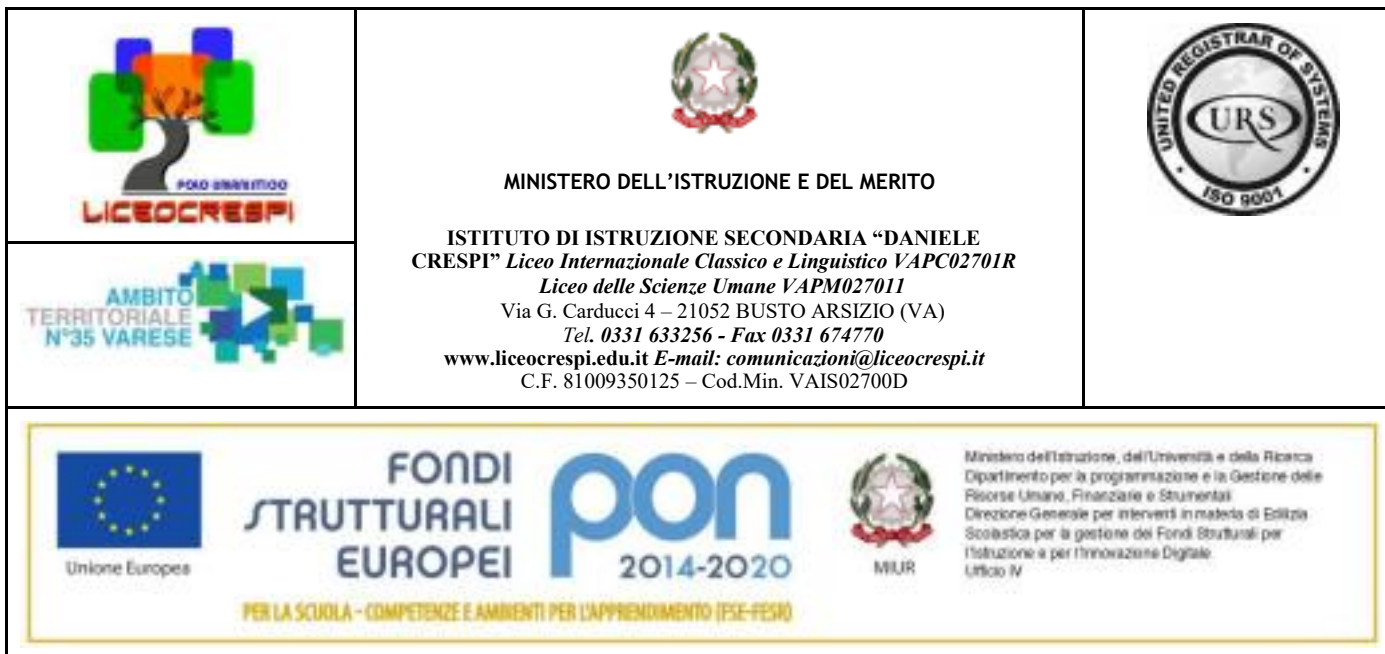 POLO UMANISTICO
LICEOCRESPI
AMBITO
TERRITORIALE
N°35 VARESE
MINISTERO DELL’ISTRUZIONE E DEL MERITO
ISTITUTO DI ISTRUZIONE SECONDARIA “DANIELE
CRESPI” Liceo Internazionale Classico e Linguistico VAPC02701R
Liceo delle Scienze Umane VAPM027011
Via G. Carducci 4 – 21052 BUSTO ARSIZIO (VA)
Tel. 0331 633256 - Fax 0331 674770
www.liceocrespi.edu.it E-mail: comunicazioni@liceocrespi.it
C.F. 81009350125 – Cod.Min. VAIS02700D
UNITED REGISTRAR OF SYSTEMS
URS
ISO 9001
Unione Europea
FONDI
STRUTTURALI
EUROPEI
pon
2014-2020
PER LA SCUOLA - COMPETENZE E AMBIENTI PER L'APPRENDIMENTO (FSE-FESR)
MIUR
Ministero dell'Istruzione, dell'Università e della Ricerca
Dipartimento per la programmazione e la Gestione delle
Risorse Umane, Finanziarie e Strumentali
Direzione Generale per interventi in materia di Edilizia
Scolastica per la gestione dei Fondi Strutturali per
l'Istruzione e per l'Innovazione Digitale
Ufficio IV